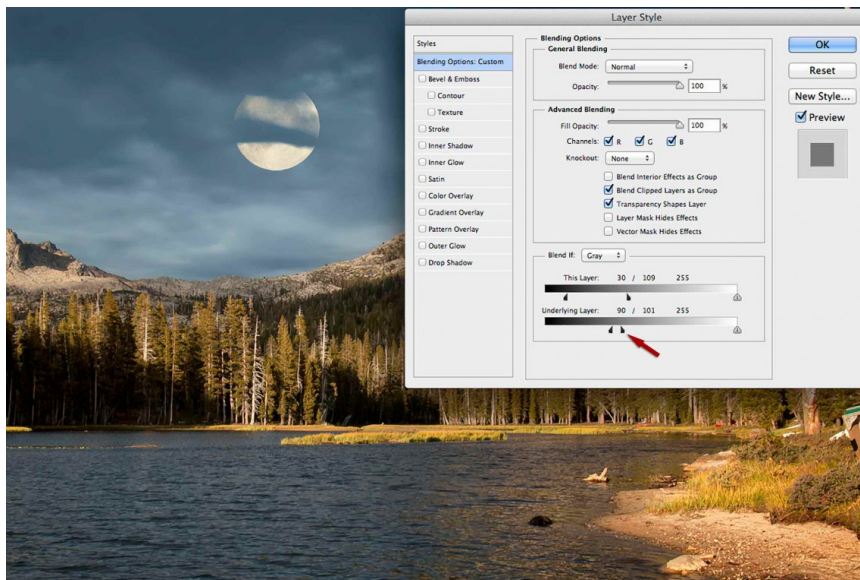 Layer Style
Styles
Blending Options: Custom
Bevel & Emboss
Contour
Texture
Stroke
Inner Shadow
Inner Glow
Satin
Color Overlay
Gradient Overlay
Pattern Overlay
Outer Glow
Drop Shadow
Blending Options
General Blending
Blend Mode: Normal
Opacity: 100 %
Advanced Blending
Fill Opacity: 100 %
Channels: R G B
Knockout: None
Blend Interior Effects as Group
Blend Clipped Layers as Group
Transparency Shapes Layer
Layer Mask Hides Effects
Vector Mask Hides Effects
Blend If: Gray
This Layer: 30 / 109 255
Underlying Layer: 90 / 101 255
OK
Reset
New Style...
Preview